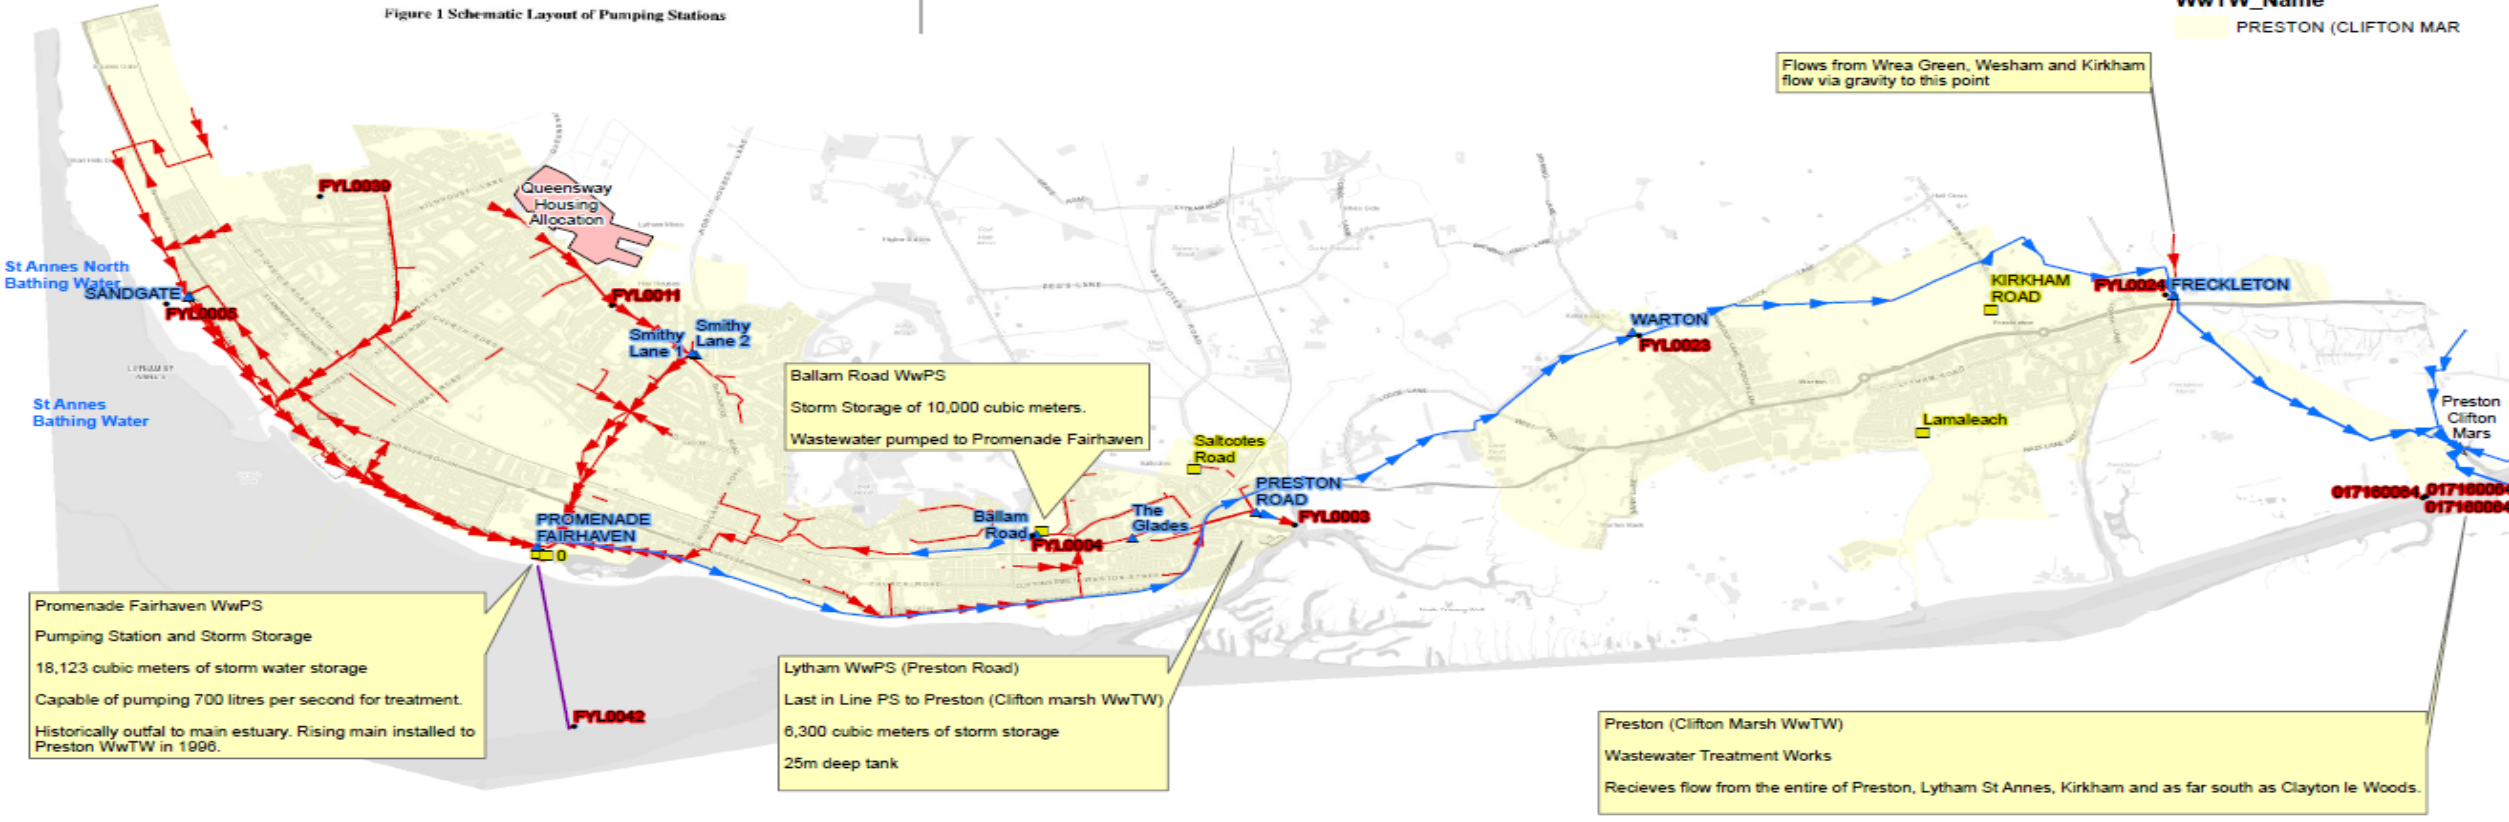 Figure 1 Schematic Layout of Pumping Stations
WwTW_Name
PRESTON (CLIFTON MAR
Flows from Wrea Green, Wesham and Kirkham
flow via gravity to this point
FYL0039
Queensway
Housing
Allocation
St Annes North
Bathing Water
SANDGATE
FYL0005
FYL0011
Smithy
Lane 1
Smithy
Lane 2
KIRKHAM
ROAD
FYL0024
FRECKLETON
WARTON
FYL0023
LYTHAM ST
ANNE'S
St Annes
Bathing Water
Ballam Road WwPS
Storm Storage of 10,000 cubic meters.
Wastewater pumped to Promenade Fairhaven
Saltcotes
Road
Lamaleach
Preston
Clifton
Mars
PRESTON
ROAD
FYL0003
017160084
017160084
017160084
PROMENADE
FAIRHAVEN
0
Ballam
Road
FYL0004
The
Glades
Promenade Fairhaven WwPS
Pumping Station and Storm Storage
18,123 cubic meters of storm water storage
Capable of pumping 700 litres per second for treatment.
Historically outfal to main estuary. Rising main installed to
Preston WwTW in 1996.
FYL0042
Lytham WwPS (Preston Road)
Last in Line PS to Preston (Clifton marsh WwTW)
6,300 cubic meters of storm storage
25m deep tank
Preston (Clifton Marsh WwTW)
Wastewater Treatment Works
Recieves flow from the entire of Preston, Lytham St Annes, Kirkham and as far south as Clayton le Woods.